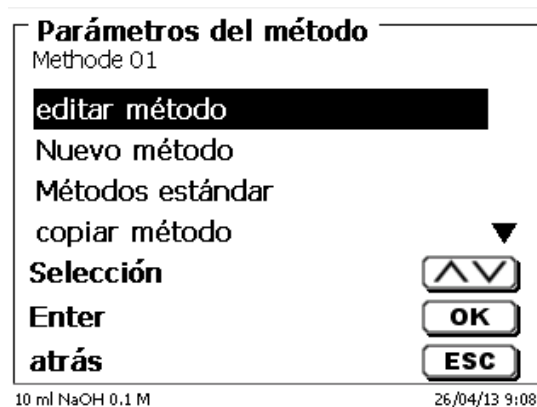 Parámetros del método
Methode 01
editar método
Nuevo método
Métodos estándar
copiar método
Selección
Enter OK
atrás ESC
10 ml NaOH 0.1 M 26/04/13 9:08